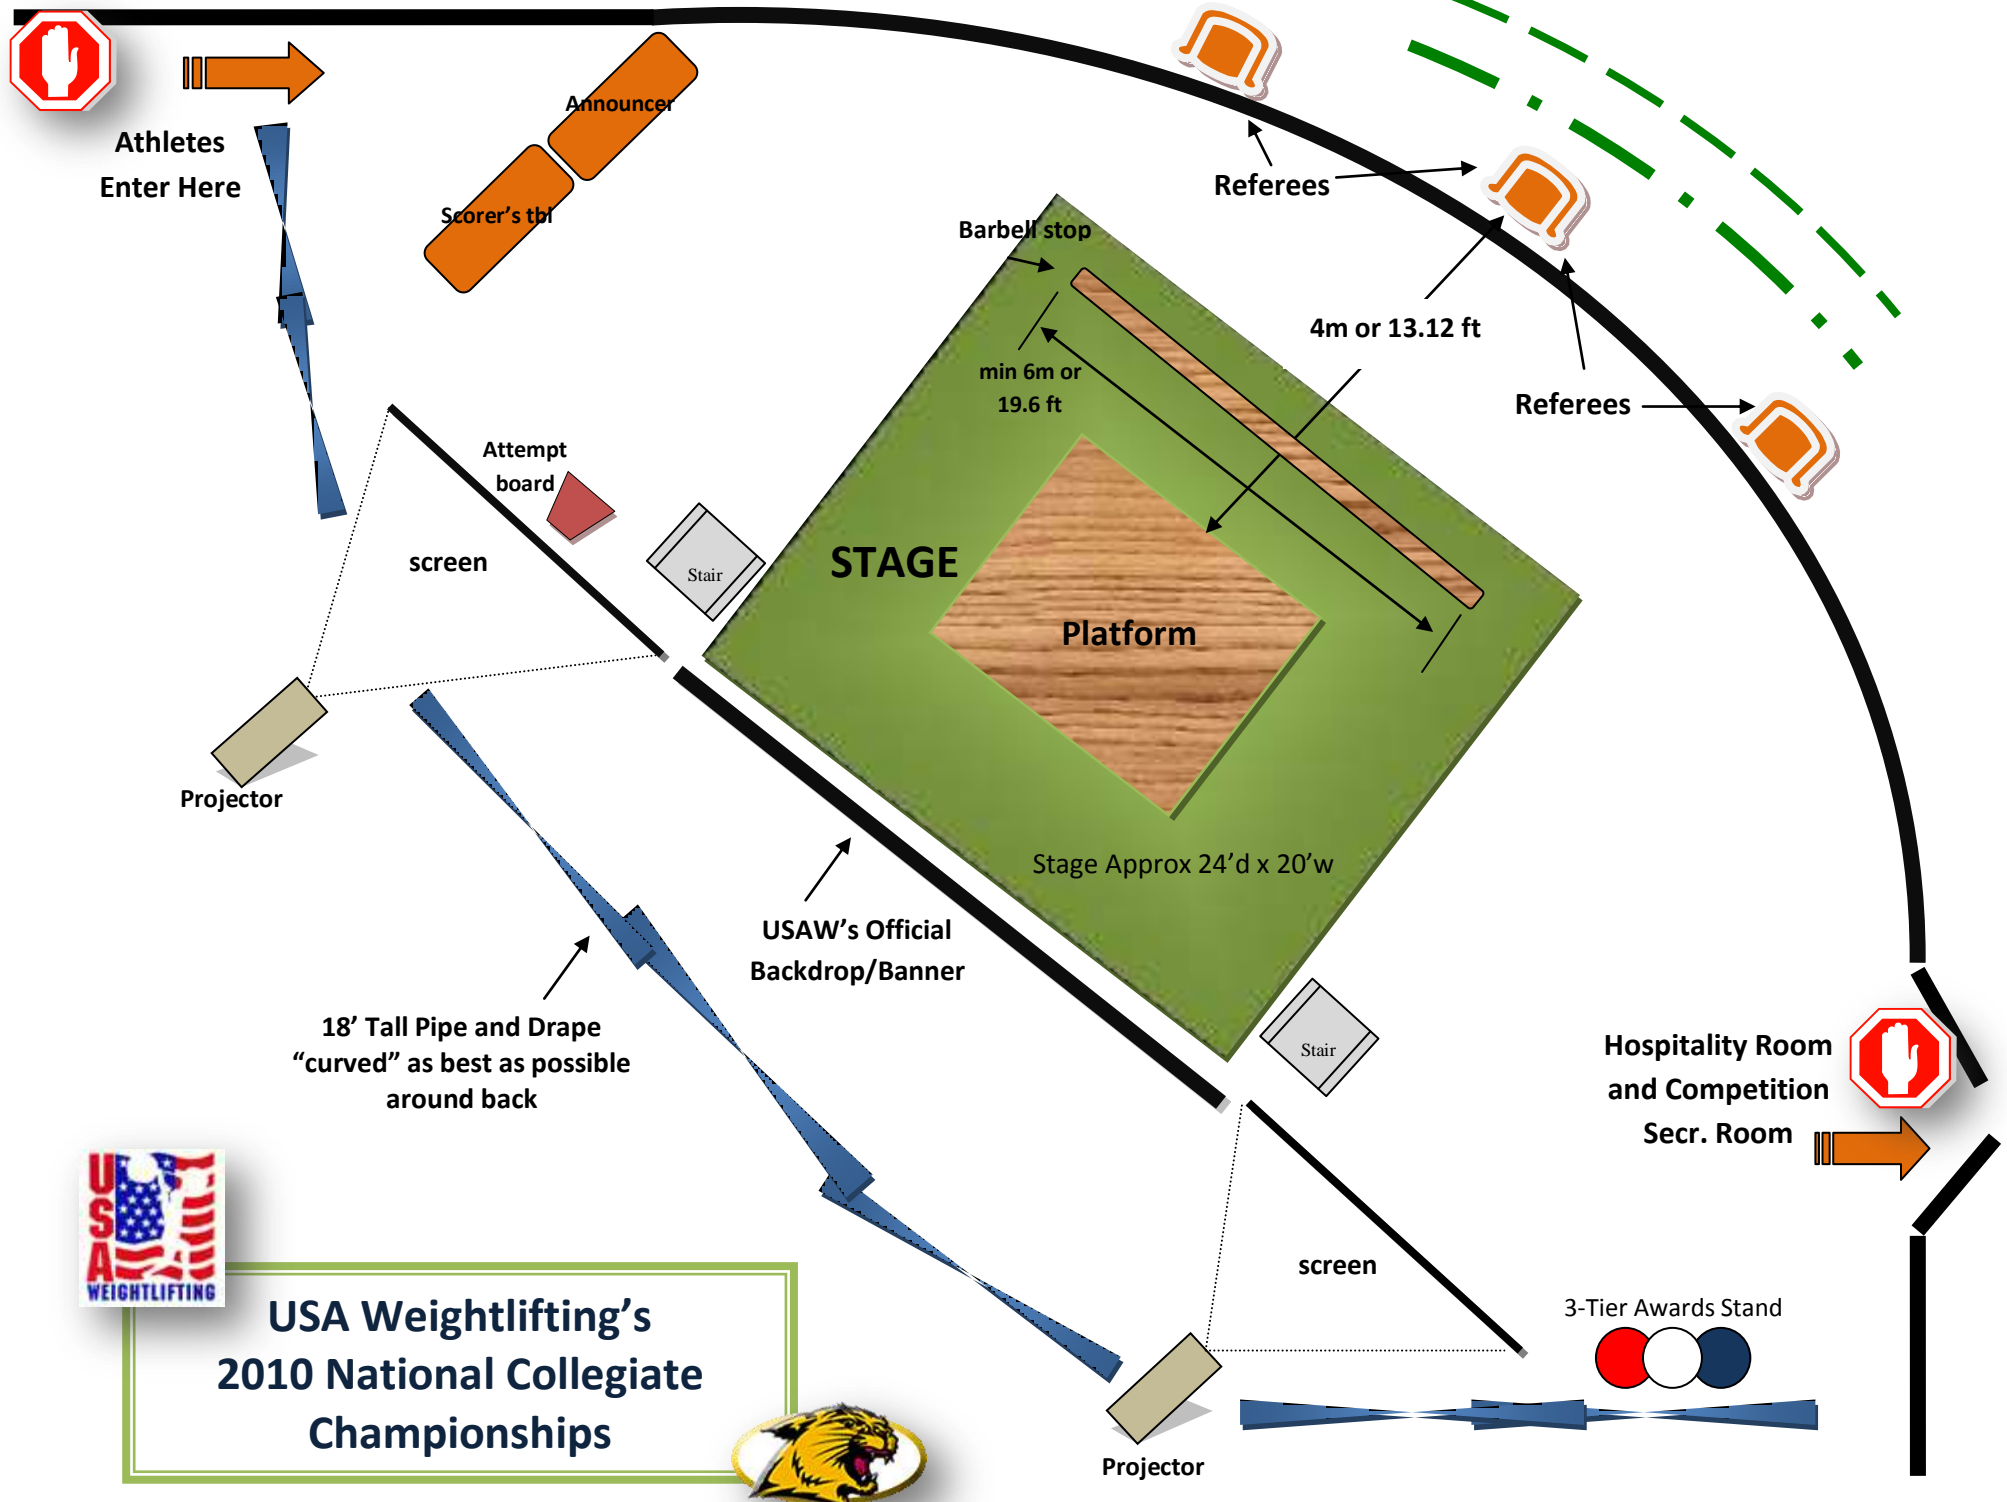 Athletes
Enter Here
Announcer
Scorer's tbl
Referees
Barbell stop
4m or 13.12 ft
min 6m or
19.6 ft
Referees
Attempt
board
screen
Stair
STAGE
Platform
Projector
Stage Approx 24'd x 20'w
USAW's Official
Backdrop/Banner
18' Tall Pipe and Drape
“curved” as best as possible
around back
Stair
Hospitality Room
and Competition
Secr. Room
screen
3-Tier Awards Stand
Projector
USA
WEIGHTLIFTING
USA Weightlifting's
2010 National Collegiate
Championships